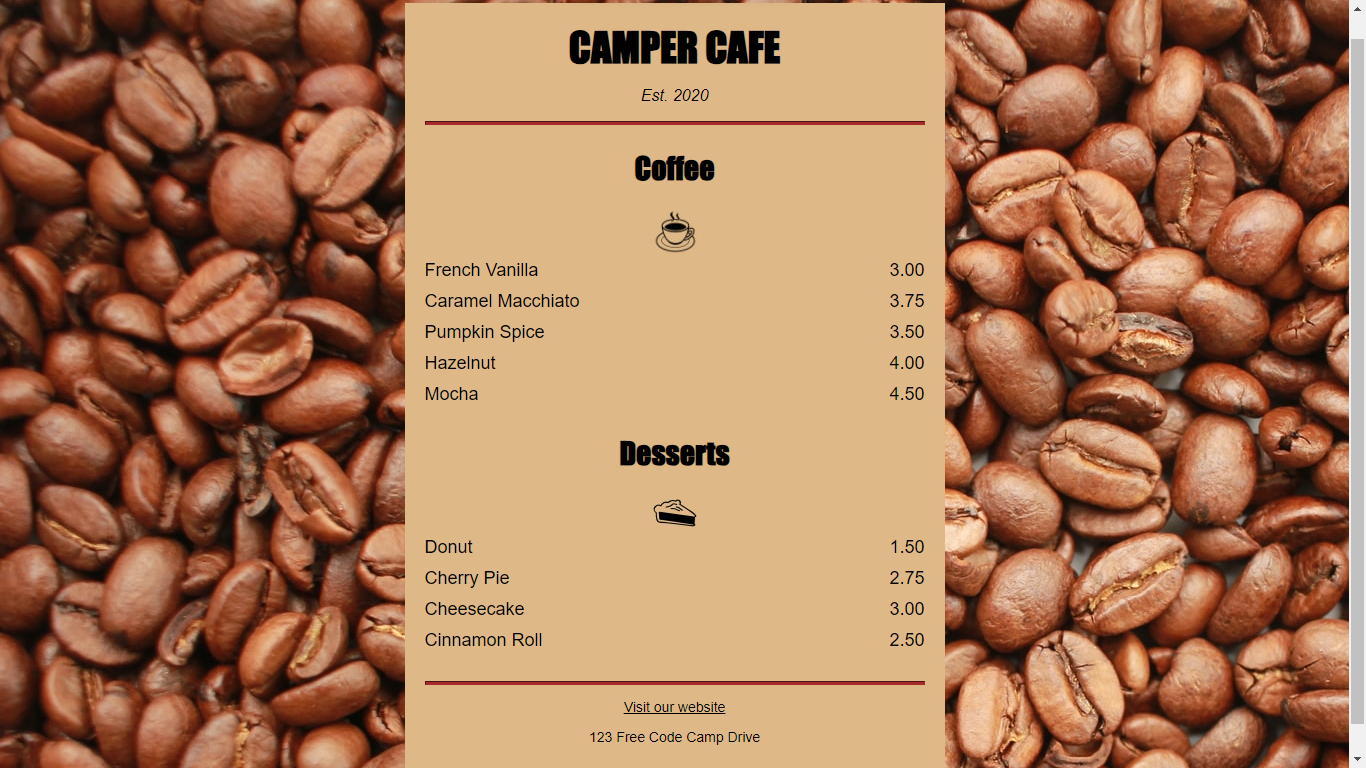 CAMPER CAFE
Est. 2020
Coffee
French Vanilla 3.00
Caramel Macchiato 3.75
Pumpkin Spice 3.50
Hazelnut 4.00
Mocha 4.50
Desserts
Donut 1.50
Cherry Pie 2.75
Cheesecake 3.00
Cinnamon Roll 2.50
Visit our website
123 Free Code Camp Drive